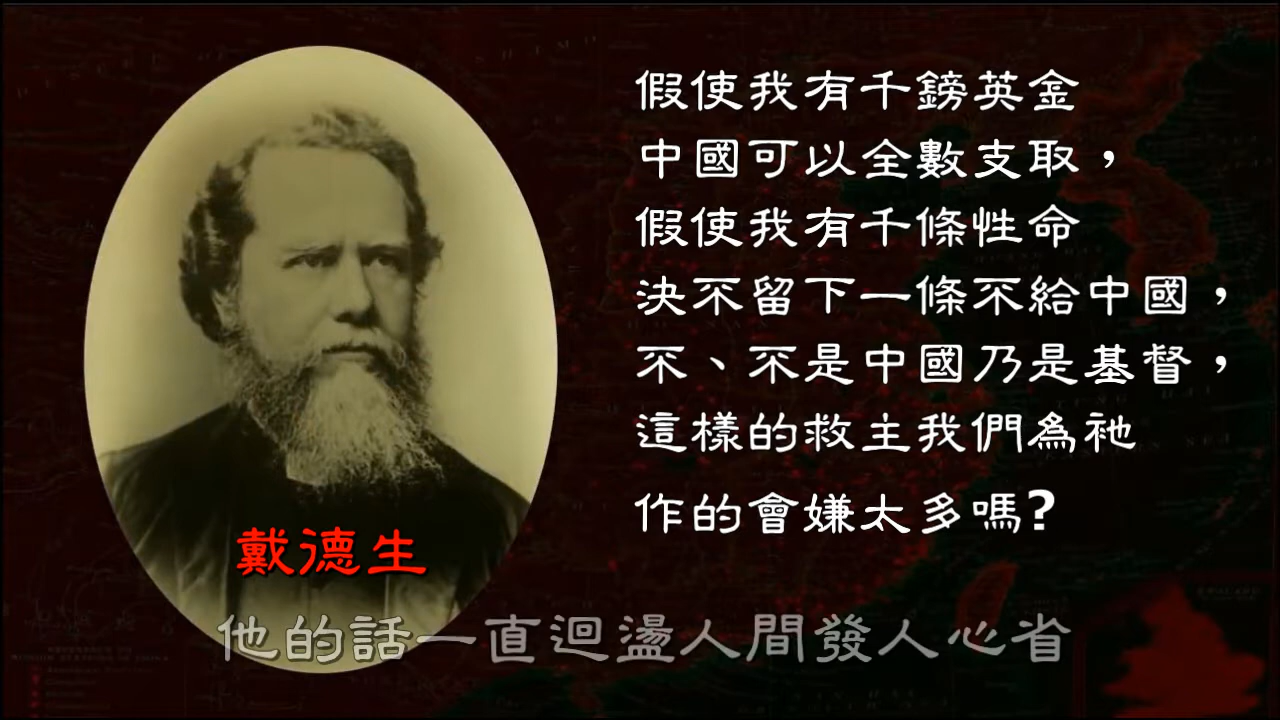 假使我有千鎊英金
中國可以全數支取，
假使我有千條性命
決不留下一條不給中國，
不、不是中國乃是基督，
這樣的救主我們為祂
作的會嫌太多嗎?
戴德生
他的話一直迴盪人間發人心省